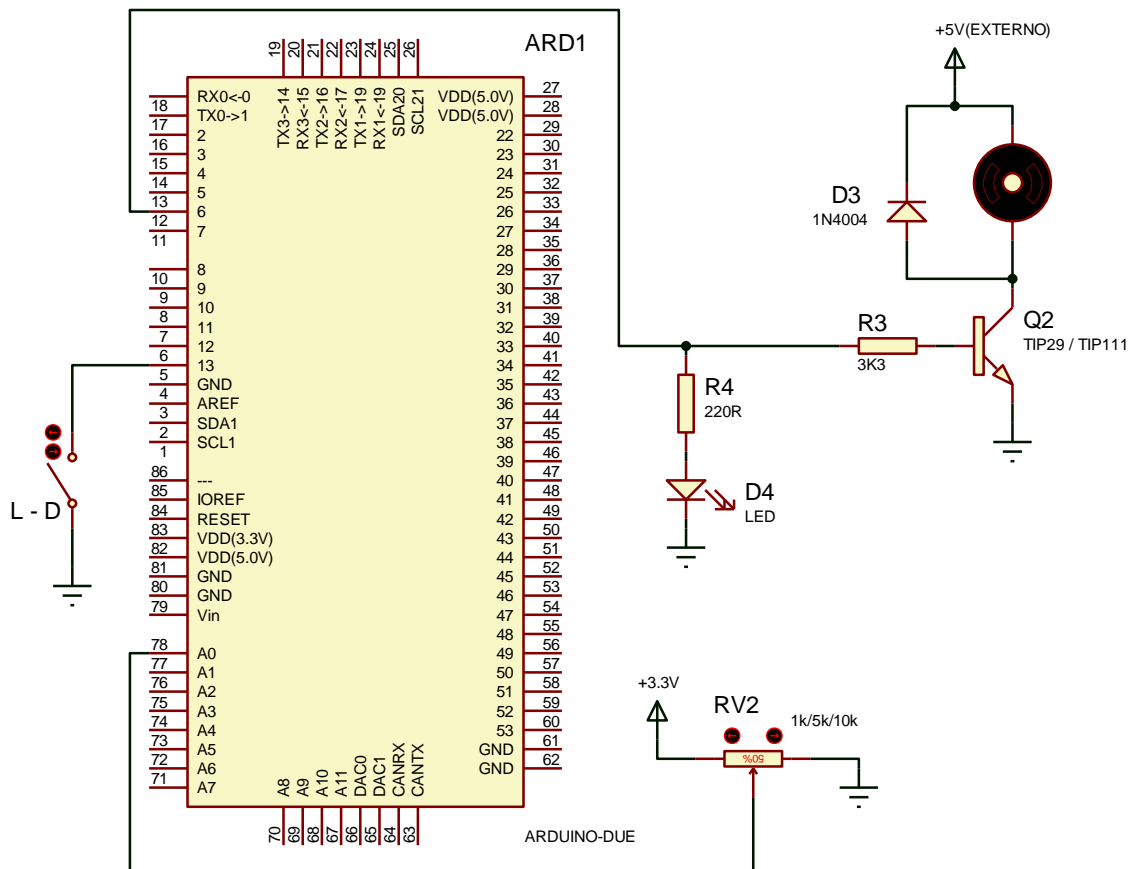 ARD1
19 20 21 22 23 24 25 26
TX3->14
RX3<-15
TX2->16
RX2<-17
TX1->19
RX1<-19
SDA20
SCL21
RX0<-0
18 TX0->1
17 2
16 3
15 4
14 5
13 6
12 7
11
8
10 9
9 10
8 11
7 12
6 13
5 GND
4 AREF
3 SDA1
2 SCL1
1
86 ---
85 IOREF
84 RESET
83 VDD(3.3V)
82 VDD(5.0V)
81 GND
80 GND
79 Vin
78 A0
77 A1
76 A2
75 A3
74 A4
73 A5
72 A6
71 A7
VDD(5.0V) 27
VDD(5.0V) 28
22 29
23 30
24 31
25 32
26 33
27 34
28 35
29 36
30 37
31 38
32 39
33 40
34 41
35 42
36 43
37 44
38 45
39 46
40 47
41 48
42 49
43 50
44 51
45 52
46 53
47 54
48 55
49 56
50 57
51 58
52 59
53 60
GND 61
GND 62
A8
A9
A10
A11
DAC0
DAC1
CANRX
CANTX
70 69 68 67 66 65 64 63
ARDUINO-DUE
L - D
+5V(EXTERNO)
D3
1N4004
R3
3K3
Q2
TIP29 / TIP111
R4
220R
D4
LED
+3.3V
RV2
1k/5k/10k
50%